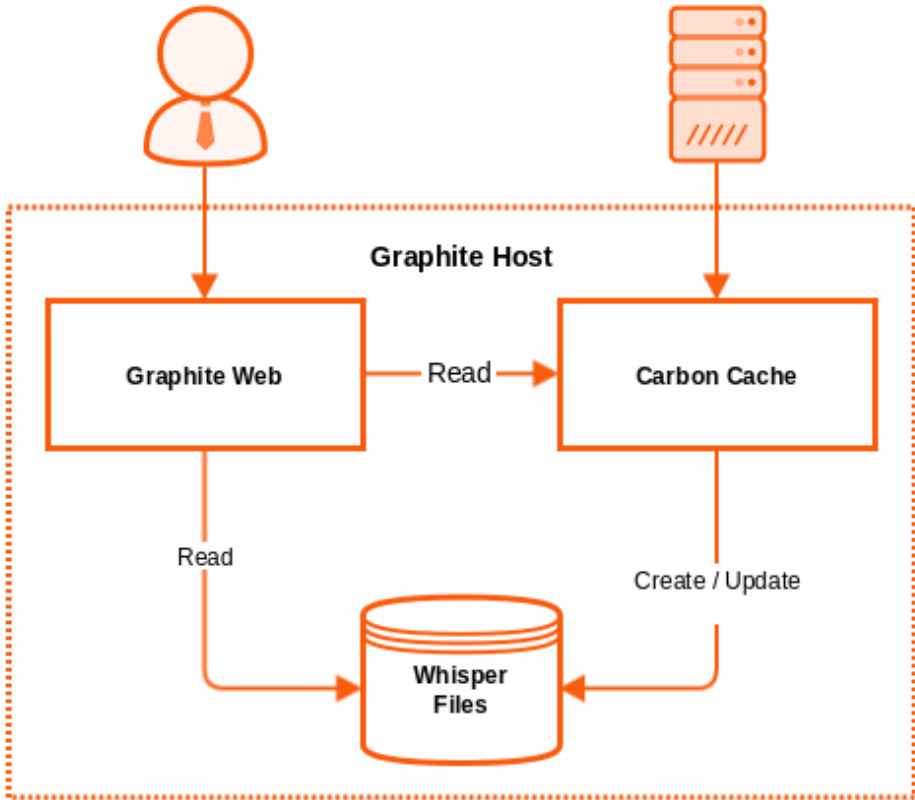 Graphite Host
Graphite Web
Read
Carbon Cache
Read
Create / Update
Whisper
Files